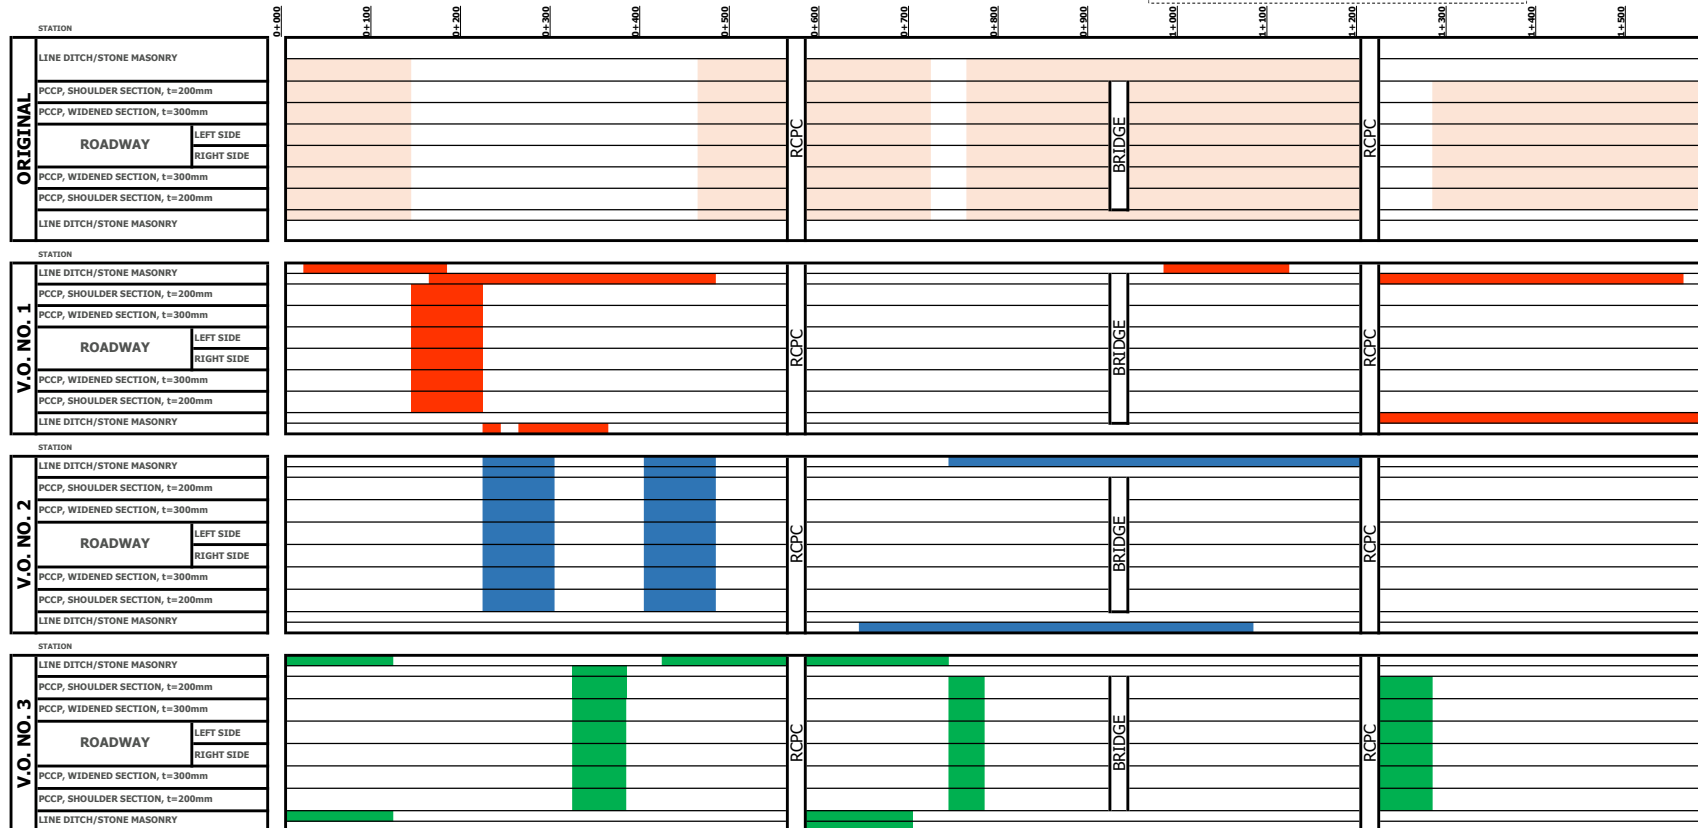 0+000
0+100
0+200
0+300
0+400
0+500
0+600
0+700
0+800
0+900
1+000
1+100
1+200
1+300
1+400
1+500
STATION
ORIGINAL
LINE DITCH/STONE MASONRY
PCCP, SHOULDER SECTION, t=200mm
PCCP, WIDENED SECTION, t=300mm
ROADWAY
LEFT SIDE
RIGHT SIDE
PCCP, WIDENED SECTION, t=300mm
PCCP, SHOULDER SECTION, t=200mm
LINE DITCH/STONE MASONRY
RCPC
BRIDGE
RCPC
STATION
V.O. NO. 1
LINE DITCH/STONE MASONRY
PCCP, SHOULDER SECTION, t=200mm
PCCP, WIDENED SECTION, t=300mm
ROADWAY
LEFT SIDE
RIGHT SIDE
PCCP, WIDENED SECTION, t=300mm
PCCP, SHOULDER SECTION, t=200mm
LINE DITCH/STONE MASONRY
RCPC
BRIDGE
RCPC
STATION
V.O. NO. 2
LINE DITCH/STONE MASONRY
PCCP, SHOULDER SECTION, t=200mm
PCCP, WIDENED SECTION, t=300mm
ROADWAY
LEFT SIDE
RIGHT SIDE
PCCP, WIDENED SECTION, t=300mm
PCCP, SHOULDER SECTION, t=200mm
LINE DITCH/STONE MASONRY
RCPC
BRIDGE
RCPC
STATION
V.O. NO. 3
LINE DITCH/STONE MASONRY
PCCP, SHOULDER SECTION, t=200mm
PCCP, WIDENED SECTION, t=300mm
ROADWAY
LEFT SIDE
RIGHT SIDE
PCCP, WIDENED SECTION, t=300mm
PCCP, SHOULDER SECTION, t=200mm
LINE DITCH/STONE MASONRY
RCPC
BRIDGE
RCPC